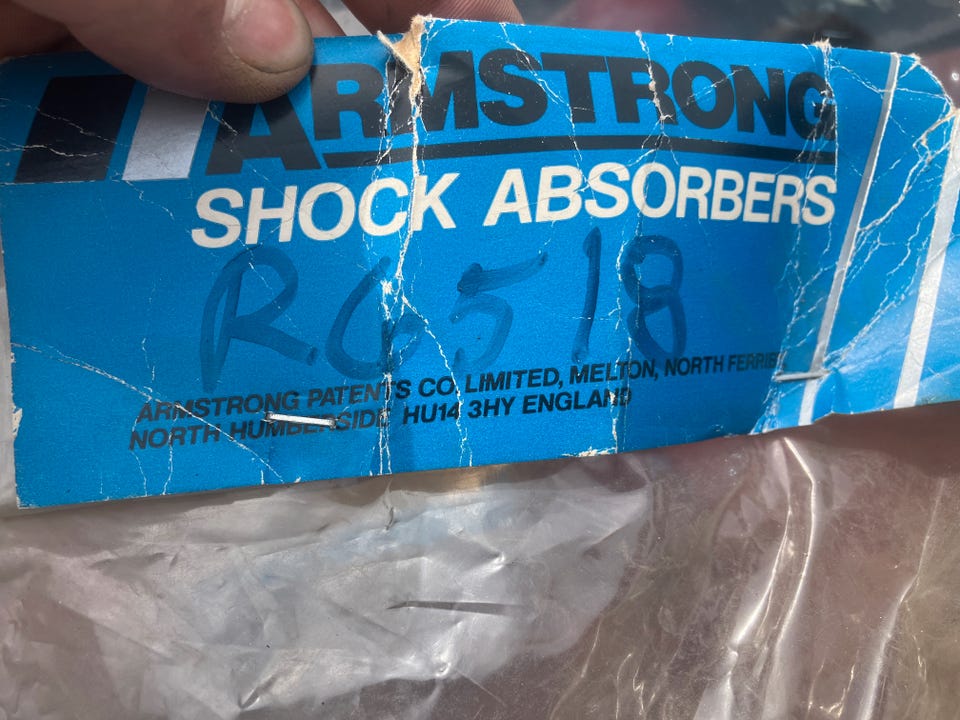 ARMSTRONG
SHOCK ABSORBERS
R6518
ARMSTRONG PATENTS CO. LIMITED, MELTON, NORTH FERRIBY,
NORTH HUMBERSIDE HU14 3HY ENGLAND